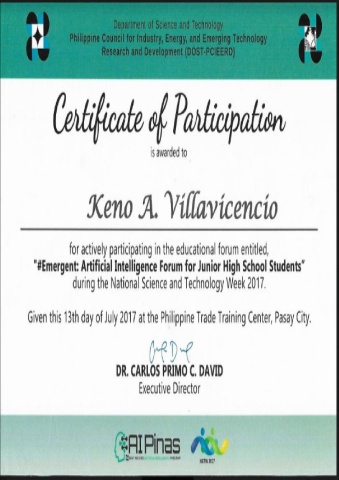 Department of Science and Technology
Philippine Council for Industry, Energy, and Emerging Technology
Research and Development (DOST-PCIEERD)
Certificate of Participation
is awarded to
Keno A. Villavicencio
for actively participating in the educational forum entitled,
"#Emergent: Artificial Intelligence Forum for Junior High School Students"
during the National Science and Technology Week 2017.
Given this 13th day of July 2017 at the Philippine Trade Training Center, Pasay City.
DR. CARLOS PRIMO C. DAVID
Executive Director
AI Pinas